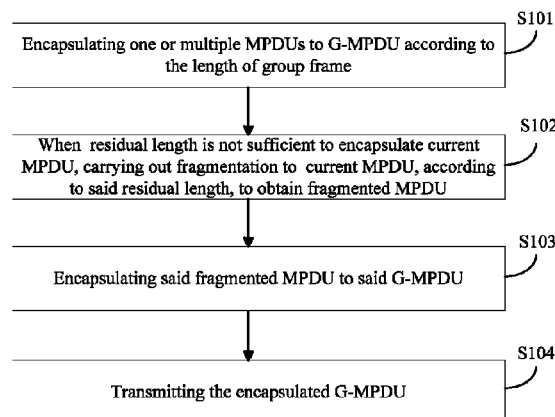 S101
Encapsulating one or multiple MPDUs to G-MPDU according to
the length of group frame
S102
When residual length is not sufficient to encapsulate current
MPDU, carrying out fragmentation to current MPDU, according
to said residual length, to obtain fragmented MPDU
S103
Encapsulating said fragmented MPDU to said G-MPDU
S104
Transmitting the encapsulated G-MPDU